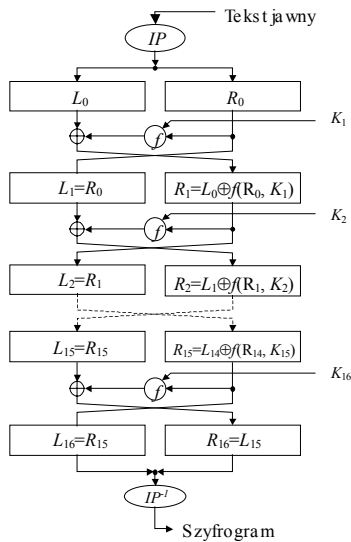 Tekst jawny
IP
L₀ R₀
f K₁
L₁=R₀ R₁=L₀⊕f(R₀, K₁)
f K₂
L₂=R₁ R₂=L₁⊕f(R₁, K₂)
L₁₅=R₁₅ R₁₅=L₁₄⊕f(R₁₄, K₁₅)
f K₁₆
L₁₆=R₁₅ R₁₆=L₁₅
IP⁻¹
Szyfrogram